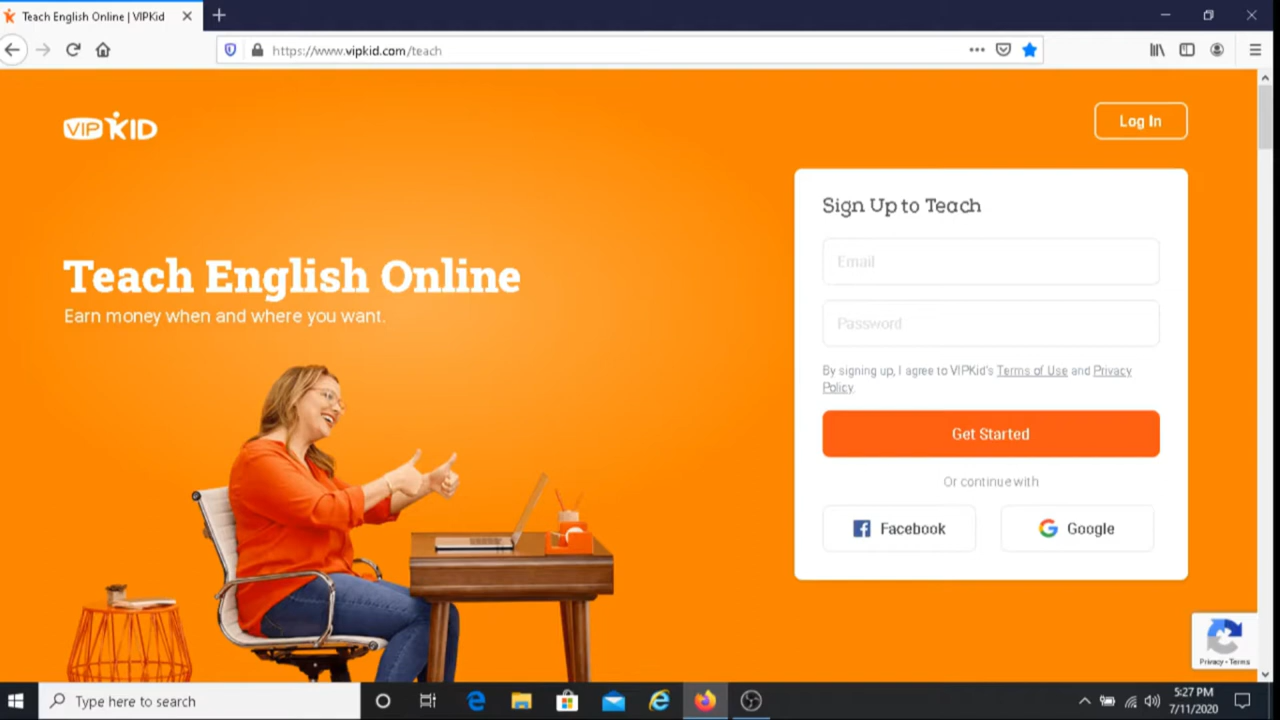 Teach English Online | VIPKid
https://www.vipkid.com/teach
VIPKID
Log In
Sign Up to Teach
Email
Password
By signing up, I agree to VIPKid's Terms of Use and Privacy
Policy.
Get Started
Or continue with
Facebook
Google
Teach English Online
Earn money when and where you want.
Privacy - Terms
Type here to search
5:27 PM
7/11/2020